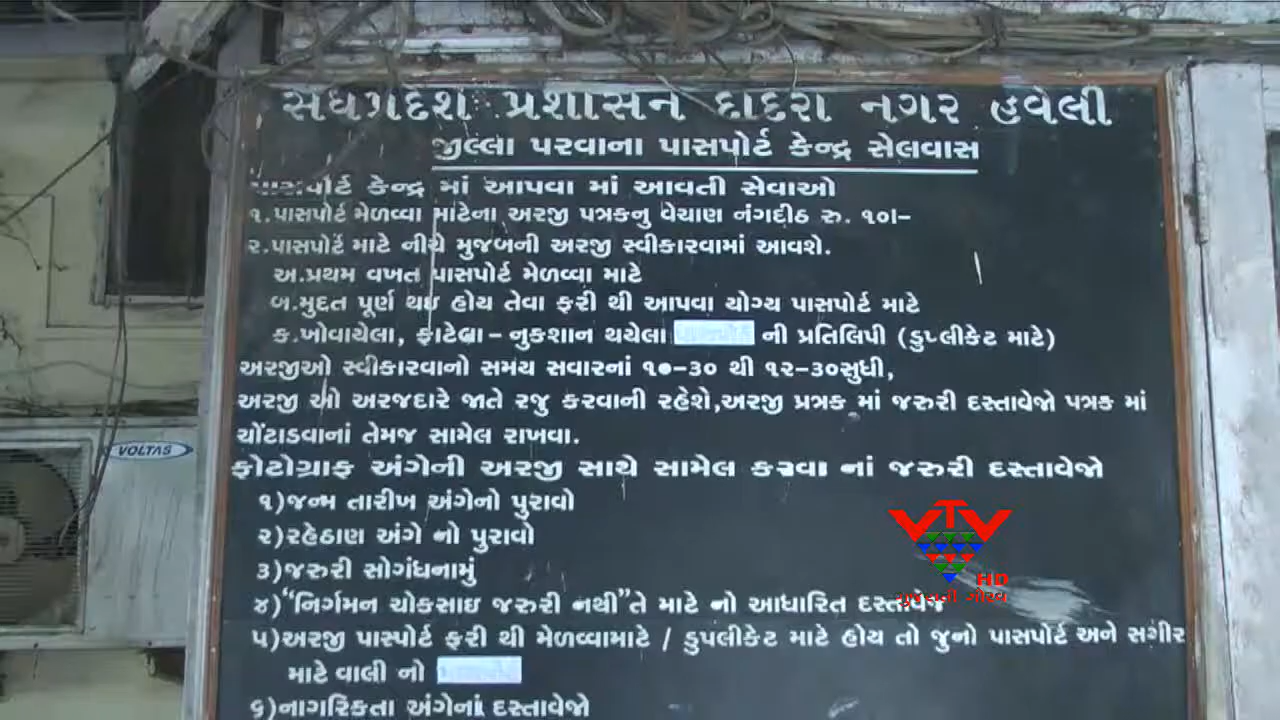 સંઘપ્રદેશ પ્રશાસન દાદરા નગર હવેલી
જીલ્લા પરવાના પાસપોર્ટ કેન્દ્ર સેલવાસ
પાસપોર્ટ કેન્દ્ર માં આપવા માં આવતી સેવાઓ
૧.પાસપોર્ટ મેળવ્વા માટેના અરજી પત્રકનુ વેચાણ નંગદીઠ રુ. ૧૦।–
૨.પાસપોર્ટ માટે નીચે મુજબની અરજી સ્વીકારવામાં આવશે.
અ.પ્રથમ વખત પાસપોર્ટ મેળવ્વા માટે
બ.મુદત પૂર્ણ થઇ હોય તેવા ફરી થી આપવા યોગ્ય પાસપોર્ટ માટે
ક.ખોવાયેલા, ફાટેલા – નુકશાન થયેલા ની પ્રતિલિપી (ડુપ્લીકેટ માટે)
અરજીઓ સ્વીકારવાનો સમય સવારનાં ૧૦–૩૦ થી ૧૨–૩૦સુધી,
અરજી ઓ અરજદારે જાતે રજુ કરવાની રહેશે,અરજી પ્રત્રક માં જરુરી દસ્તાવેજો પત્રક માં
ચોંટાડવાનાં તેમજ સામેલ રાખવા.
ફોટોગ્રાફ અંગેની અરજી સાથે સામેલ કરવા નાં જરુરી દસ્તાવેજો
૧)જન્મ તારીખ અંગેનો પુરાવો
૨)રહેઠાણ અંગે નો પુરાવો
૩)જરુરી સોગંધનામું
૪)“નિર્ગમન ચોકસાઇ જરુરી નથી”તે માટે નો આધારિત દસ્તાવેજ
૫)અરજી પાસ્પોર્ટ ફરી થી મેળવ્વામાટે / ડુપલીકેટ માટે હોય તો જુનો પાસપોર્ટ અને સગીર
માટે વાલી નો
૬)નાગરિકતા અંગેનાં દસ્તાવેજો
VOLTAS
VTV
HD
ગુજરાતી ગૌરવ